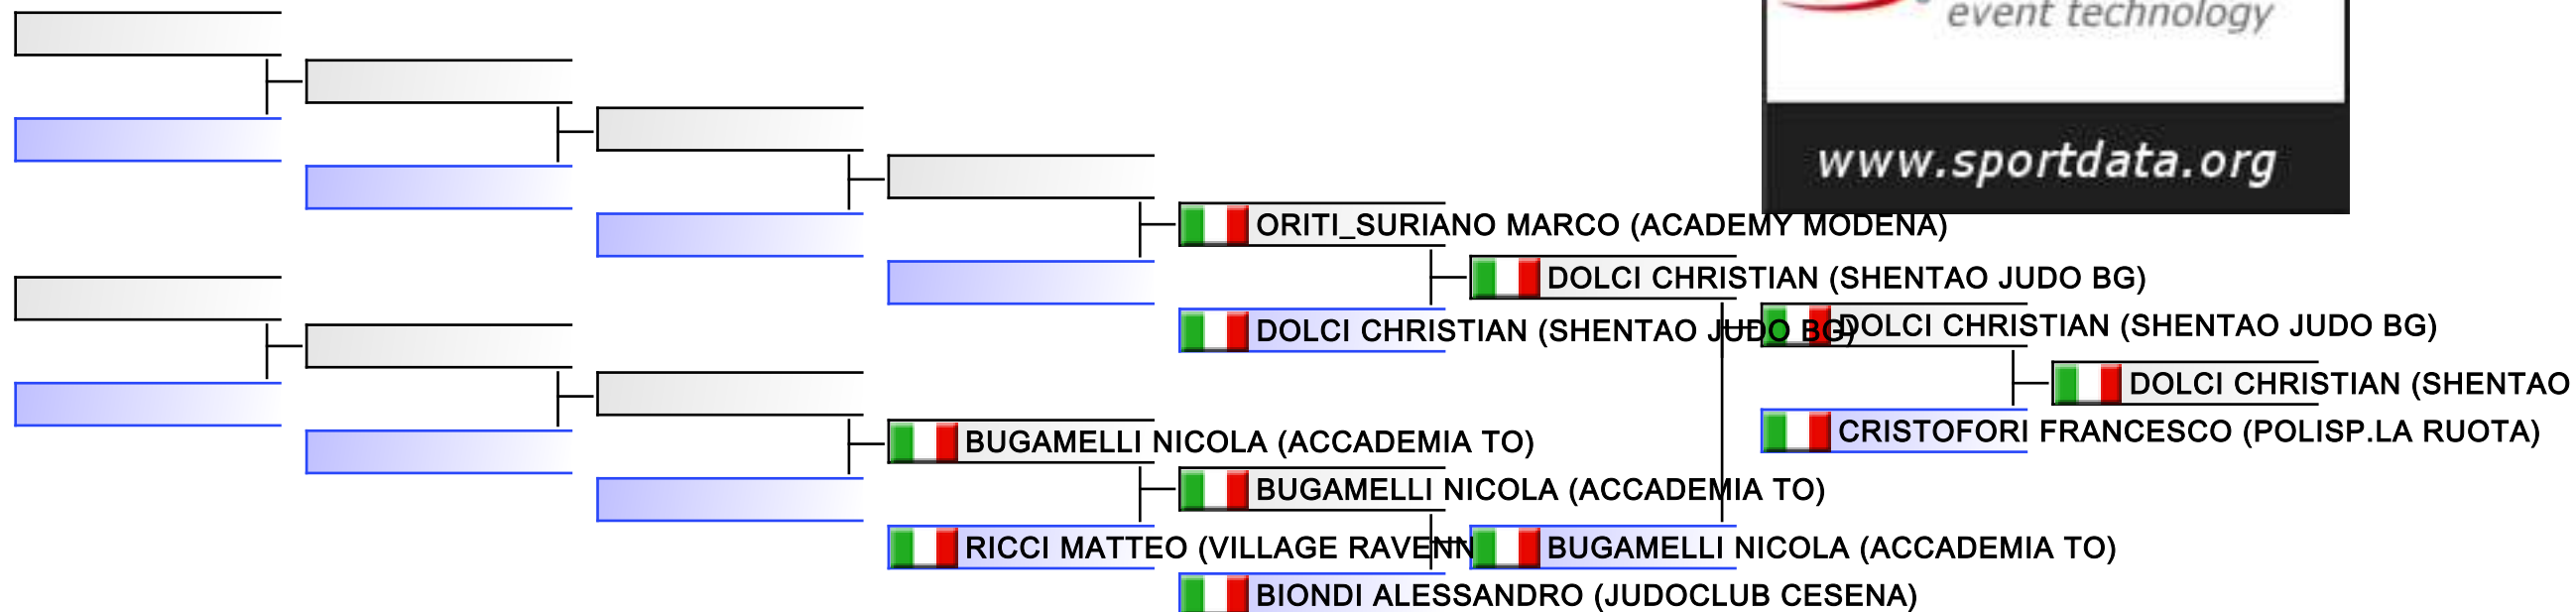 event technology
www.sportdata.org
ORITI_SURIANO MARCO (ACADEMY MODENA)
DOLCI CHRISTIAN (SHENTAO JUDO BG)
DOLCI CHRISTIAN (SHENTAO JUDO BG)
DOLCI CHRISTIAN (SHENTAO JUDO BG)
DOLCI CHRISTIAN (SHENTAO
CRISTOFORI FRANCESCO (POLISP.LA RUOTA)
BUGAMELLI NICOLA (ACCADEMIA TO)
BUGAMELLI NICOLA (ACCADEMIA TO)
RICCI MATTEO (VILLAGE RAVENN
BUGAMELLI NICOLA (ACCADEMIA TO)
BIONDI ALESSANDRO (JUDOCLUB CESENA)